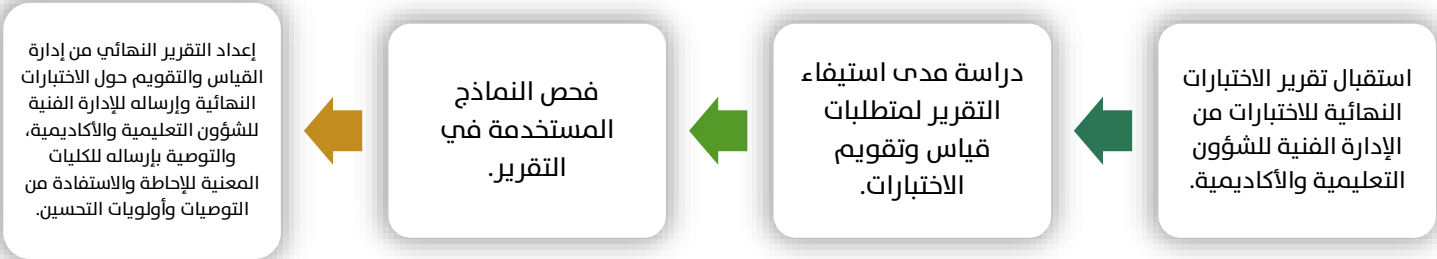 استقبال تقرير الاختبارات
النهائية للاختبارات من
الإدارة الفنية للشؤون
التعليمية والأكاديمية.
دراسة مدى استيفاء
التقرير لمتطلبات
قياس وتقويم
الاختبارات.
فحص النماذج
المستخدمة في
التقرير.
إعداد التقرير النهائي من إدارة
القياس والتقويم حول الاختبارات
النهائية وإرساله للإدارة الفنية
للشؤون التعليمية والأكاديمية،
والتوصية بإرساله للكليات
المعنية للإحاطة والاستفادة من
التوصيات وأولويات التحسين.